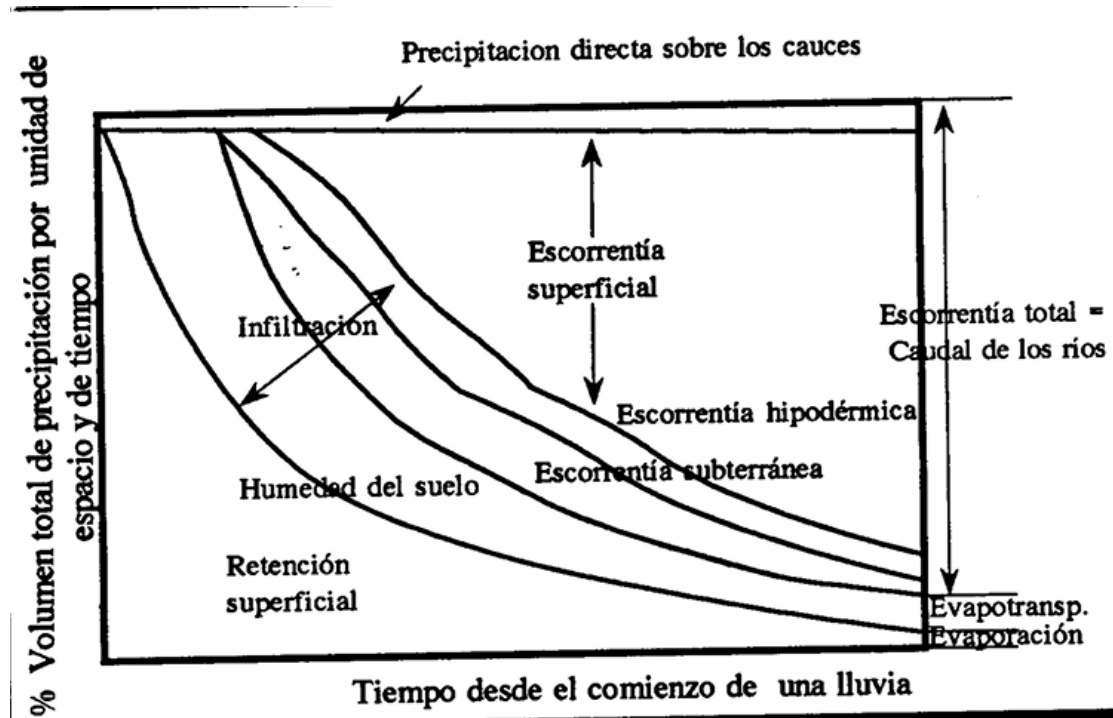 Precipitacion directa sobre los cauces
% Volumen total de precipitación por unidad de
espacio y de tiempo
Escorrentía
superficial
Infiltración
Escorrentía total =
Caudal de los ríos
Escorrentía hipodérmica
Escorrentía subterránea
Humedad del suelo
Retención
superficial
Evapotransp.
Evaporación
Tiempo desde el comienzo de una lluvia